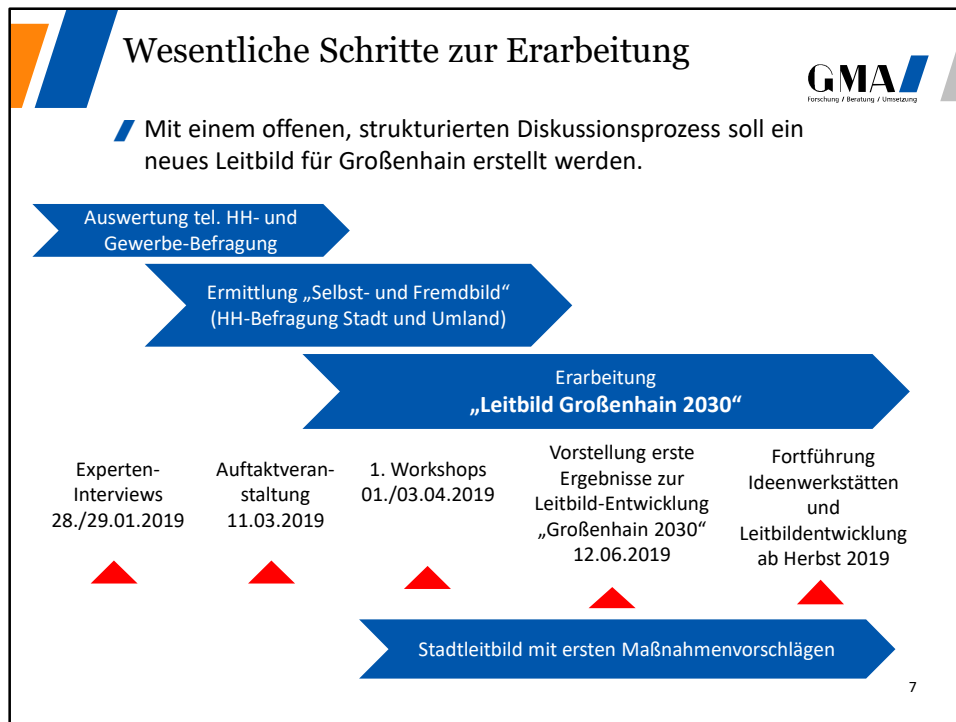 Wesentliche Schritte zur Erarbeitung
GMA
Forschung / Beratung / Umsetzung
Mit einem offenen, strukturierten Diskussionsprozess soll ein
neues Leitbild für Großenhain erstellt werden.
Auswertung tel. HH- und
Gewerbe-Befragung
Ermittlung „Selbst- und Fremdbild“
(HH-Befragung Stadt und Umland)
Erarbeitung
„Leitbild Großenhain 2030“
Experten-
Interviews
28./29.01.2019
Auftaktveran-
staltung
11.03.2019
1. Workshops
01./03.04.2019
Vorstellung erste
Ergebnisse zur
Leitbild-Entwicklung
„Großenhain 2030“
12.06.2019
Fortführung
Ideenwerkstätten
und
Leitbildentwicklung
ab Herbst 2019
Stadtleitbild mit ersten Maßnahmenvorschlägen
7